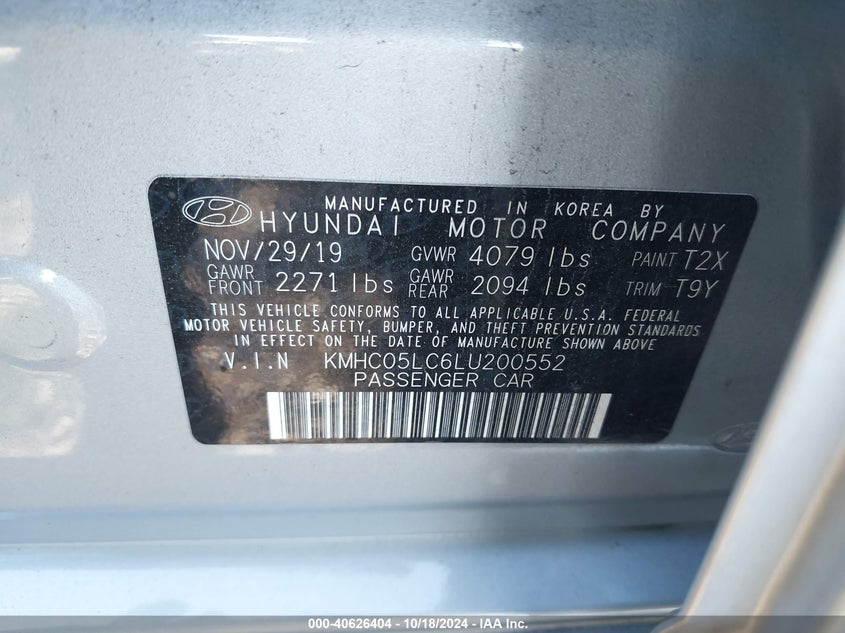 MANUFACTURED IN KOREA BY
HYUNDAI MOTOR COMPANY
NOV/29/19 GVWR 4079 lbs PAINT T2X
GAWR FRONT 2271 lbs GAWR REAR 2094 lbs TRIM T9Y
THIS VEHICLE CONFORMS TO ALL APPLICABLE U.S.A. FEDERAL
MOTOR VEHICLE SAFETY, BUMPER, AND THEFT PREVENTION STANDARDS
IN EFFECT ON THE DATE OF MANUFACTURE SHOWN ABOVE
V.I.N KMHC05LC6LU200552
PASSENGER CAR
000-40626404 - 10/18/2024 - IAA Inc.